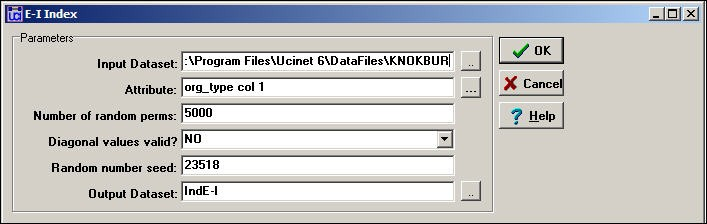 E-I Index
Parameters
Input Dataset: :\Program Files\Ucinet 6\DataFiles\KNOKBUR ..
Attribute: org_type col 1 ...
Number of random perms: 5000
Diagonal values valid? NO
Random number seed: 23518
Output Dataset: IndE-I ..
OK
Cancel
Help